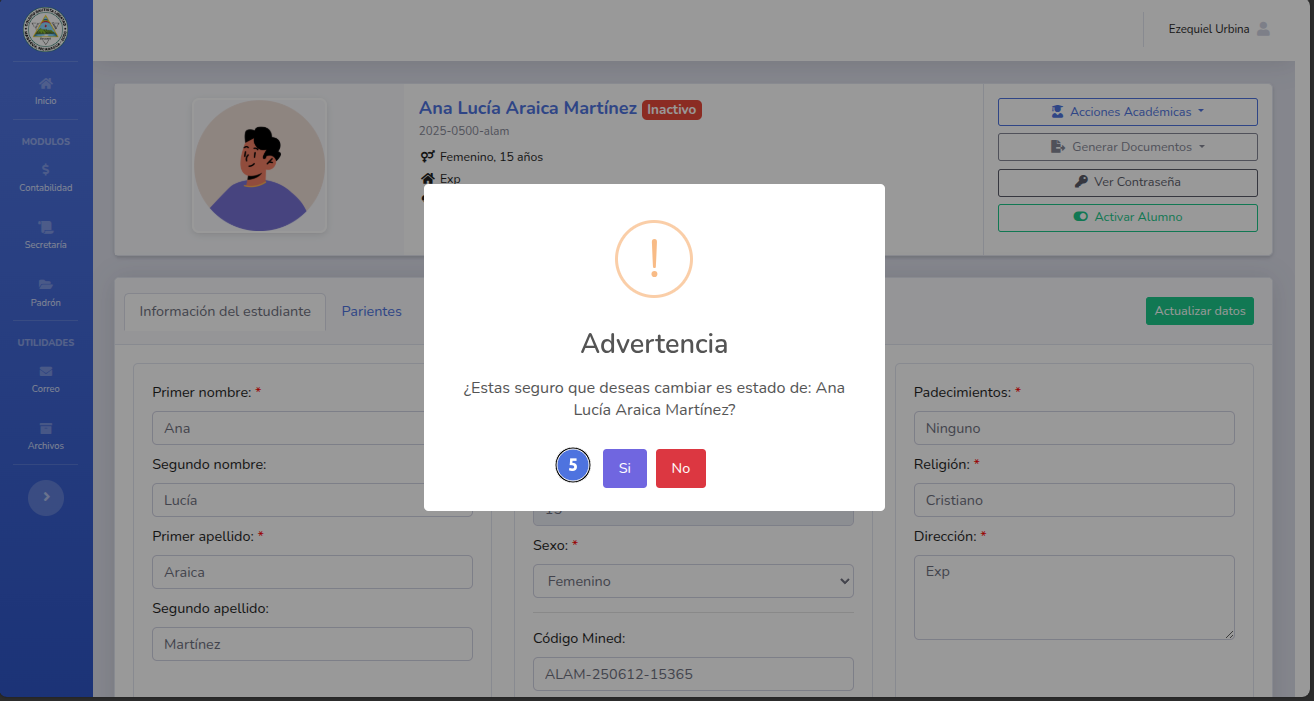 Ezequiel Urbina
Inicio
MODULOS
Contabilidad
Secretaría
Padrón
UTILIDADES
Correo
Archivos
Ana Lucía Araica Martínez Inactivo
2025-0500-alam
Femenino, 15 años
Exp
Acciones Académicas
Generar Documentos
Ver Contraseña
Activar Alumno
Información del estudiante
Parientes
Actualizar datos
Advertencia
¿Estas seguro que deseas cambiar es estado de: Ana
Lucía Araica Martínez?
5
Si
No
Primer nombre: *
Ana
Segundo nombre:
Lucía
Primer apellido: *
Araica
Segundo apellido:
Martínez
Sexo: *
Femenino
Código Mined:
ALAM-250612-15365
Padecimientos: *
Ninguno
Religión: *
Cristiano
Dirección: *
Exp